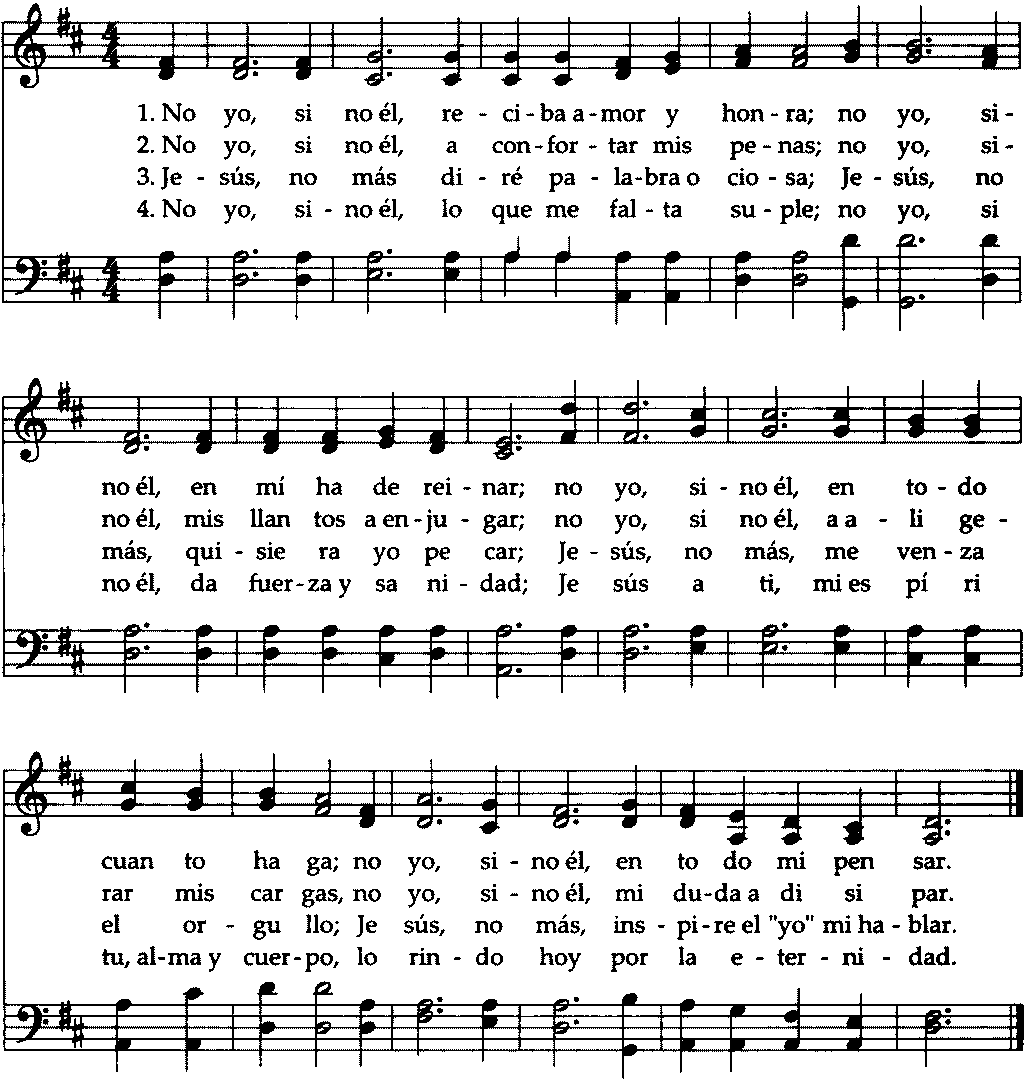 1. No yo, si no él, re - ci - ba a - mor y hon - ra; no yo, si-
2. No yo, si no él, a con - for - tar mis pe - nas; no yo, si-
3. Je - sús, no más di - ré pa - la - bra o cio - sa; Je - sús, no
4. No yo, si - no él, lo que me fal - ta su - ple; no yo, si
no él, en mí ha de rei - nar; no yo, si - no él, en to - do
no él, mis llan tos a en - ju - gar; no yo, si no él, a a - li ge -
más, qui - sie ra yo pe car; Je - sús, no más, me ven - za
no él, da fuer - za y sa ni - dad; Je sús a ti, mi es pí ri
cuan to ha ga; no yo, si - no él, en to do mi pen sar.
rar mis car gas, no yo, si - no él, mi du - da a di si par.
el or - gu llo; Je sús, no más, ins - pi - re el "yo" mi ha - blar.
tu, al - ma y cuer - po, lo rin - do hoy por la e - ter - ni - dad.